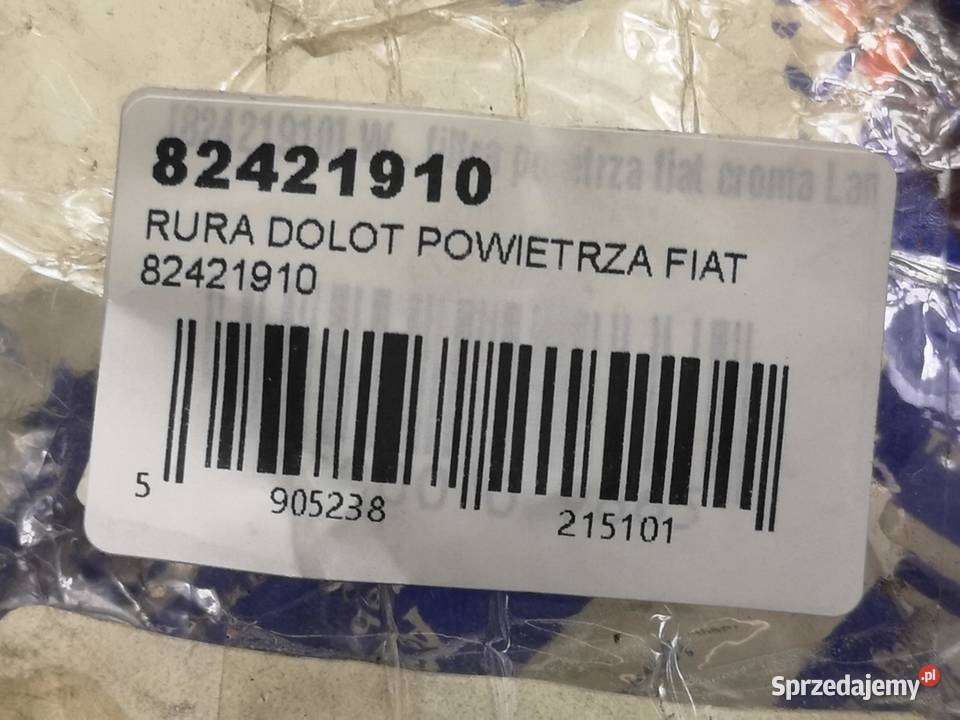 82421910
RURA DOLOT POWIETRZA FIAT
82421910
5 905238 215101
Sprzedajemy.pl